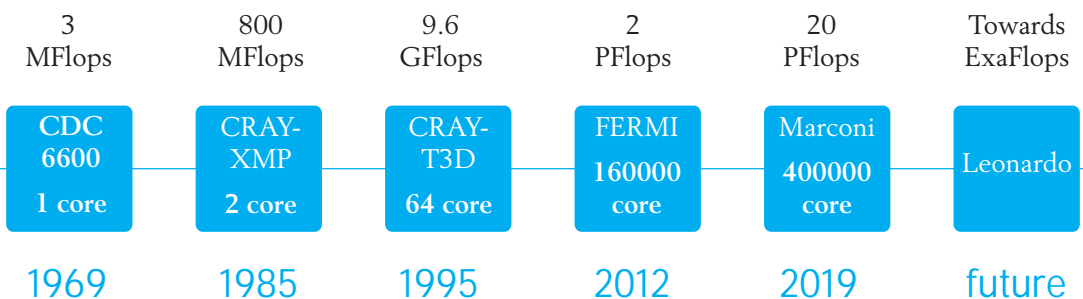 3
MFlops
800
MFlops
9.6
GFlops
2
PFlops
20
PFlops
Towards
ExaFlops
CDC
6600
1 core
CRAY-
XMP
2 core
CRAY-
T3D
64 core
FERMI
160000
core
Marconi
400000
core
Leonardo
1969
1985
1995
2012
2019
future